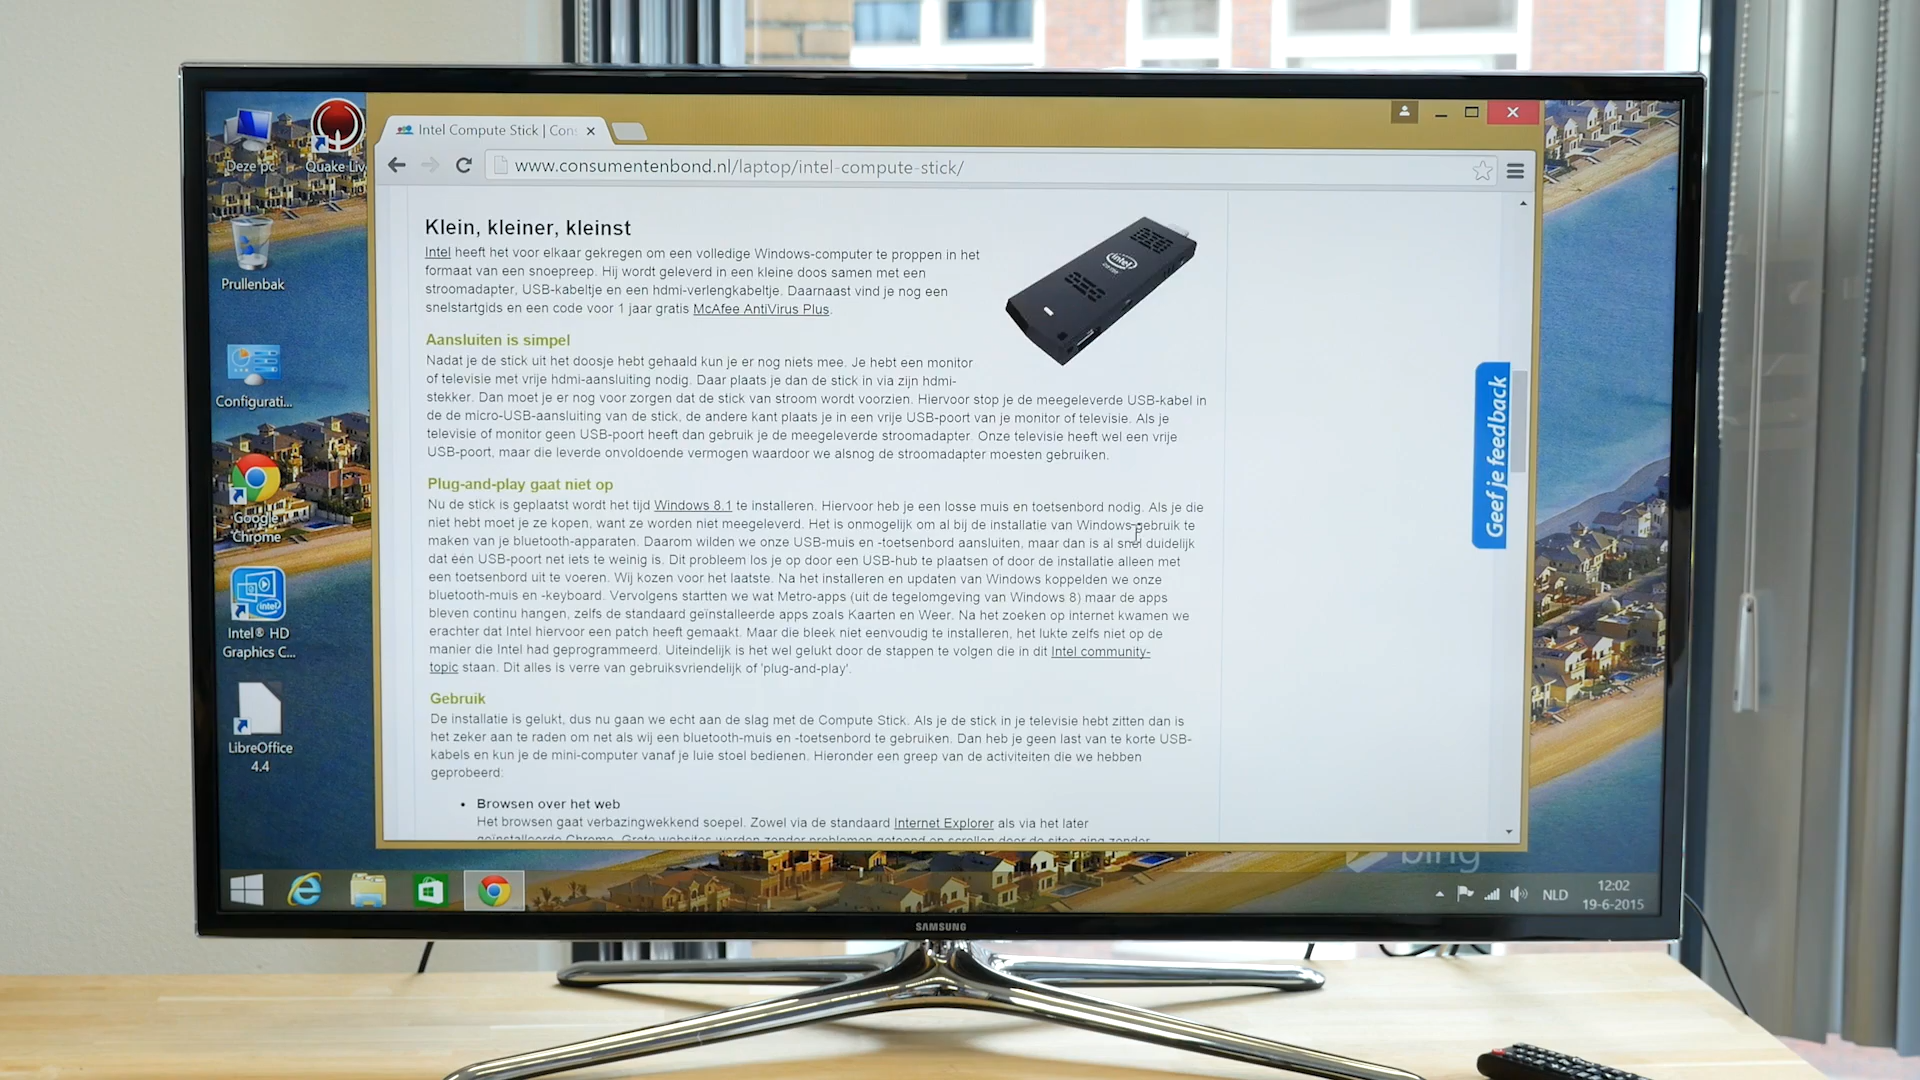 Deze pc
Quake Liv
Prullenbak
Configurati...
Google
Chrome
Intel® HD
Graphics C...
LibreOffice
4.4
Intel Compute Stick | Con
www.consumentenbond.nl/laptop/intel-compute-stick/
Klein, kleiner, kleinst
Intel heeft het voor elkaar gekregen om een volledige Windows-computer te proppen in het
formaat van een snoepreep. Hij wordt geleverd in een kleine doos samen met een
stroomadapter, USB-kabeltje en een hdmi-verlengkabeltje. Daarnaast vind je nog een
snelstartgids en een code voor 1 jaar gratis McAfee AntiVirus Plus.
intel
Aansluiten is simpel
Nadat je de stick uit het doosje hebt gehaald kun je er nog niets mee. Je hebt een monitor
of televisie met vrije hdmi-aansluiting nodig. Daar plaats je dan de stick in via zijn hdmi-
stekker. Dan moet je er nog voor zorgen dat de stick van stroom wordt voorzien. Hiervoor stop je de meegeleverde USB-kabel in
de de micro-USB-aansluiting van de stick, de andere kant plaats je in een vrije USB-poort van je monitor of televisie. Als je
televisie of monitor geen USB-poort heeft dan gebruik je de meegeleverde stroomadapter. Onze televisie heeft wel een vrije
USB-poort, maar die leverde onvoldoende vermogen waardoor we alsnog de stroomadapter moesten gebruiken.
Plug-and-play gaat niet op
Nu de stick is geplaatst wordt het tijd Windows 8.1 te installeren. Hiervoor heb je een losse muis en toetsenbord nodig. Als je die
niet hebt moet je ze kopen, want ze worden niet meegeleverd. Het is onmogelijk om al bij de installatie van Windows gebruik te
maken van je bluetooth-apparaten. Daarom wilden we onze USB-muis en -toetsenbord aansluiten, maar dan is al snel duidelijk
dat één USB-poort net iets te weinig is. Dit probleem los je op door een USB-hub te plaatsen of door de installatie alleen met
een toetsenbord uit te voeren. Wij kozen voor het laatste. Na het installeren en updaten van Windows koppelden we onze
bluetooth-muis en -keyboard. Vervolgens startten we wat Metro-apps (uit de tegelomgeving van Windows 8) maar de apps
bleven continu hangen, zelfs de standaard geïnstalleerde apps zoals Kaarten en Weer. Na het zoeken op internet kwamen we
erachter dat Intel hiervoor een patch heeft gemaakt. Maar die bleek niet eenvoudig te installeren, het lukte zelfs niet op de
manier die Intel had geprogrammeerd. Uiteindelijk is het wel gelukt door de stappen te volgen die in dit Intel community-
topic staan. Dit alles is verre van gebruiksvriendelijk of 'plug-and-play'.
Gebruik
De installatie is gelukt, dus nu gaan we echt aan de slag met de Compute Stick. Als je de stick in je televisie hebt zitten dan is
het zeker aan te raden om net als wij een bluetooth-muis en -toetsenbord te gebruiken. Dan heb je geen last van te korte USB-
kabels en kun je de mini-computer vanaf je luie stoel bedienen. Hieronder een greep van de activiteiten die we hebben
geprobeerd:
• Browsen over het web
Het browsen gaat verbazingwekkend soepel. Zowel via de standaard Internet Explorer als via het later
geïnstalleerde Chrome. Grote websites worden zonder problemen getoond en scrollen door de sites ging zonder
Geef je feedback
bing
NLD
12:02
19-6-2015
SAMSUNG